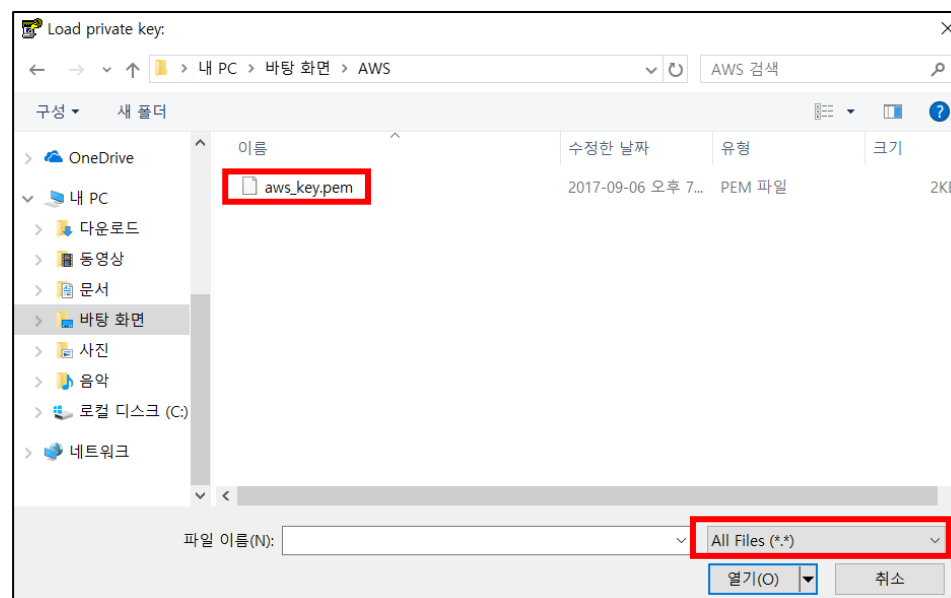 Load private key:
내 PC > 바탕 화면 > AWS
AWS 검색
구성
새 폴더
이름
수정한 날짜
유형
크기
OneDrive
내 PC
다운로드
동영상
문서
바탕 화면
사진
음악
로컬 디스크 (C:)
네트워크
aws_key.pem
2017-09-06 오후 7...
PEM 파일
파일 이름(N):
All Files (*.*)
열기(O)
취소